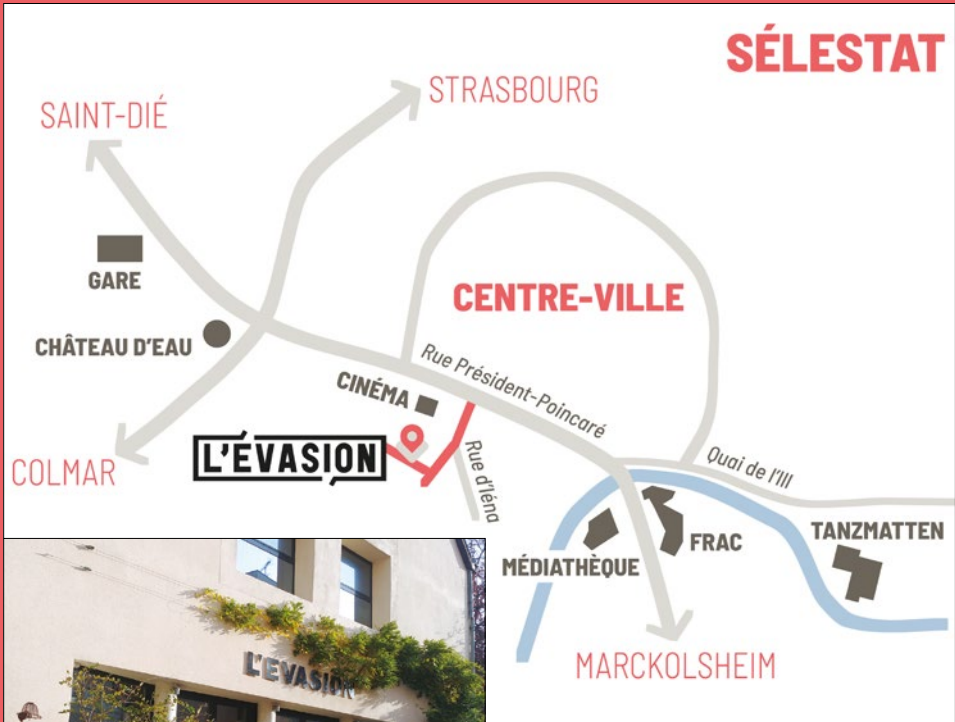 SÉLESTAT
STRASBOURG
SAINT-DIÉ
GARE
CENTRE-VILLE
CHÂTEAU D'EAU
Rue Président-Poincaré
CINÉMA
L'ÉVASION
COLMAR
Rue d'Iéna
Quai de l'Ill
TANZMATTEN
FRAC
MÉDIATHÈQUE
MARCKOLSHEIM
L'EVASION